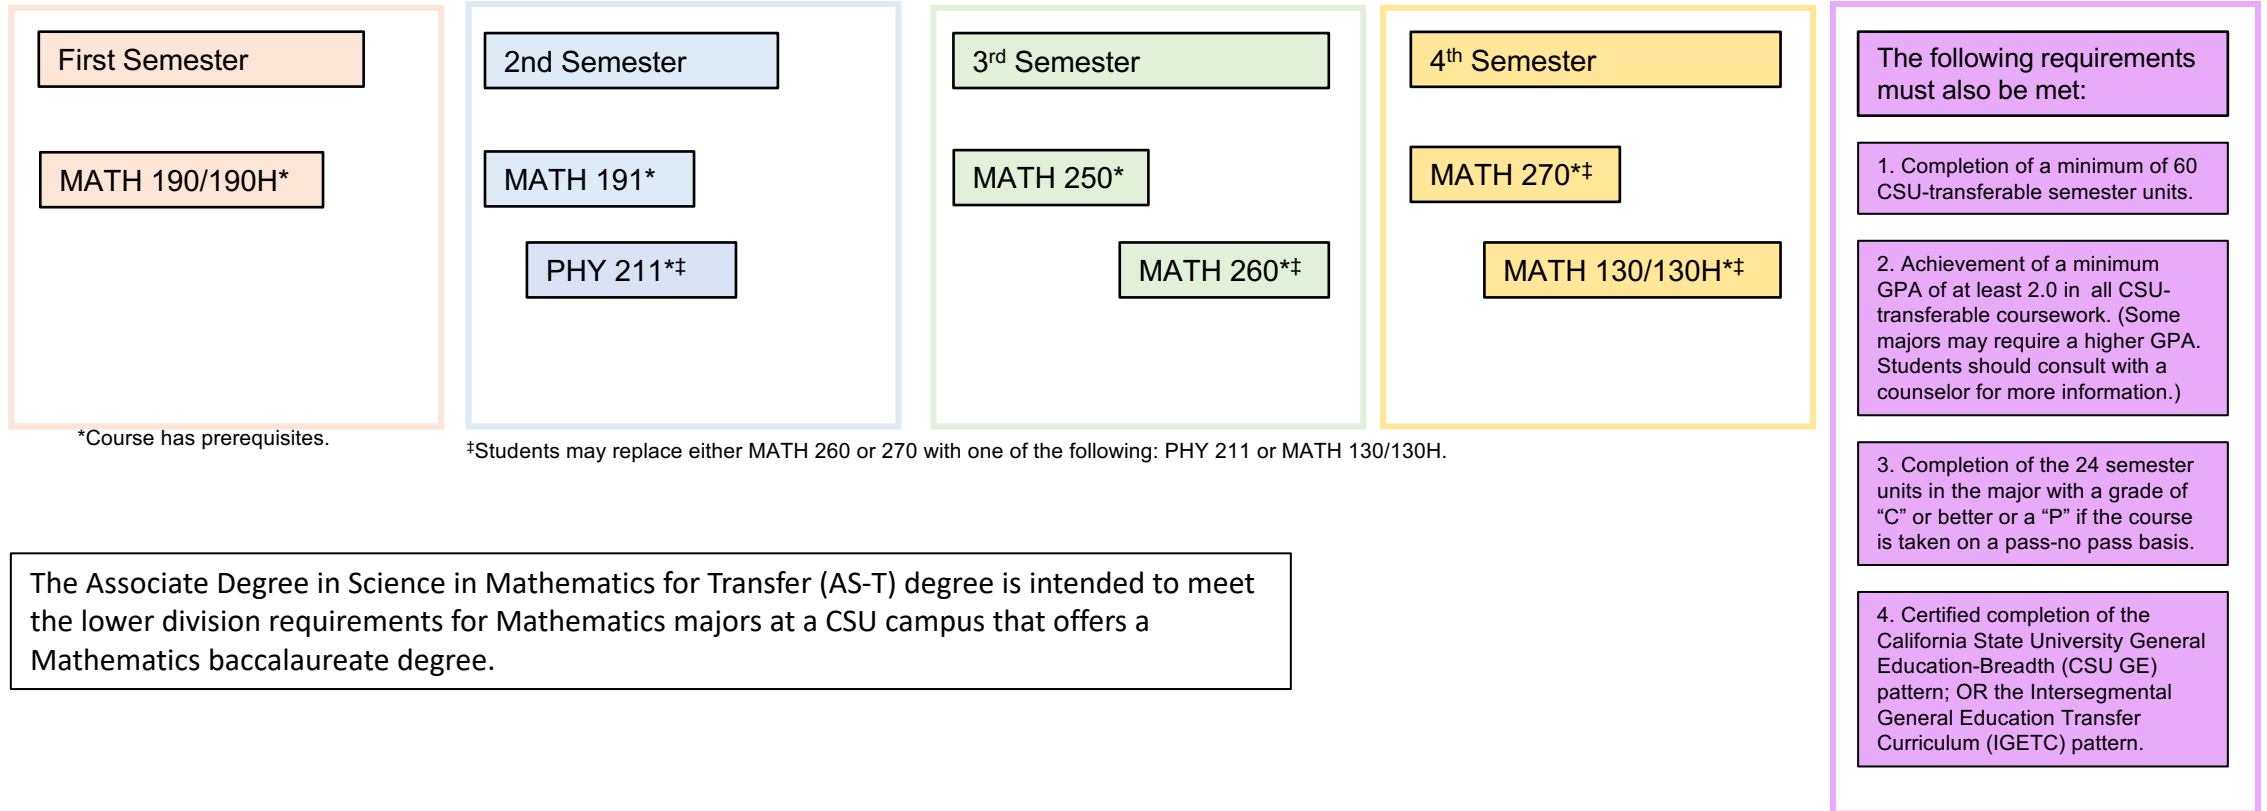 First Semester
MATH 190/190H*
2nd Semester
MATH 191*
PHY 211*‡
3rd Semester
MATH 250*
MATH 260*‡
4th Semester
MATH 270*‡
MATH 130/130H*‡
*Course has prerequisites.
‡Students may replace either MATH 260 or 270 with one of the following: PHY 211 or MATH 130/130H.
The Associate Degree in Science in Mathematics for Transfer (AS-T) degree is intended to meet
the lower division requirements for Mathematics majors at a CSU campus that offers a
Mathematics baccalaureate degree.
The following requirements
must also be met:
1. Completion of a minimum of 60
CSU-transferable semester units.
2. Achievement of a minimum
GPA of at least 2.0 in all CSU-
transferable coursework. (Some
majors may require a higher GPA.
Students should consult with a
counselor for more information.)
3. Completion of the 24 semester
units in the major with a grade of
“C” or better or a “P” if the course
is taken on a pass-no pass basis.
4. Certified completion of the
California State University General
Education-Breadth (CSU GE)
pattern; OR the Intersegmental
General Education Transfer
Curriculum (IGETC) pattern.